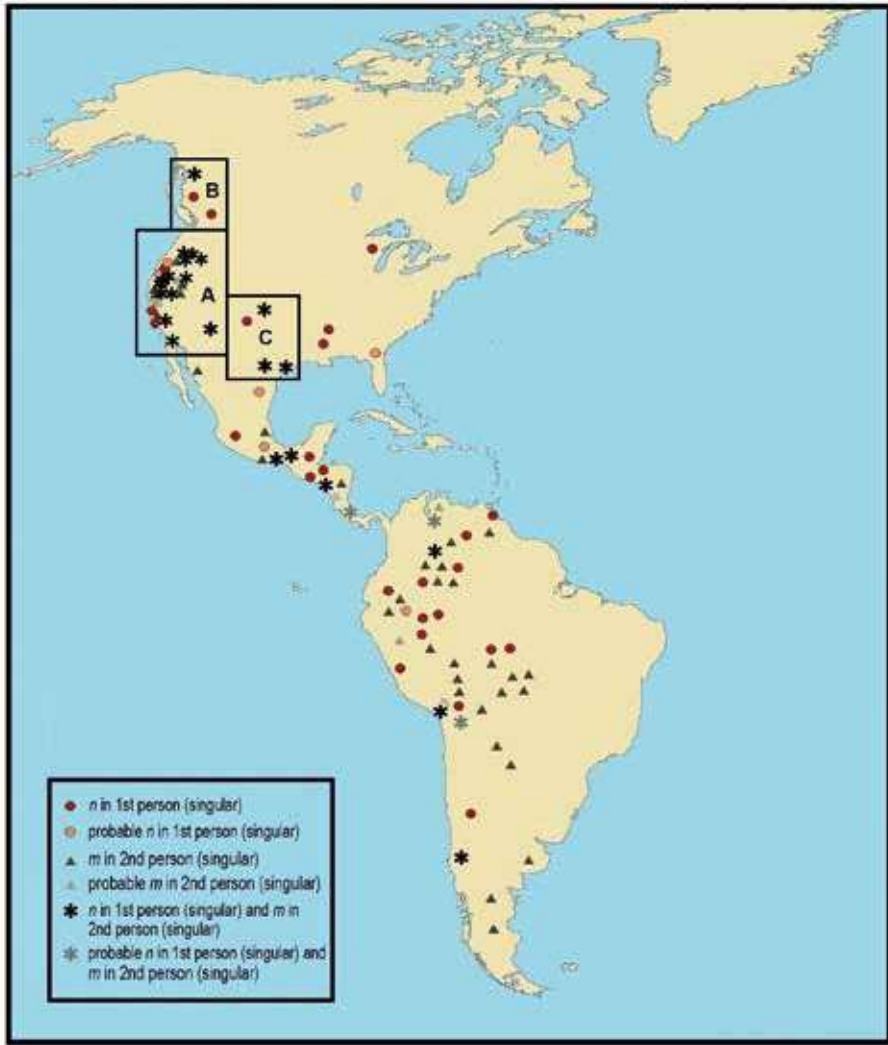 B
A
C
n in 1st person (singular)
probable n in 1st person (singular)
m in 2nd person (singular)
probable m in 2nd person (singular)
n in 1st person (singular) and m in
2nd person (singular)
probable n in 1st person (singular) and
m in 2nd person (singular)